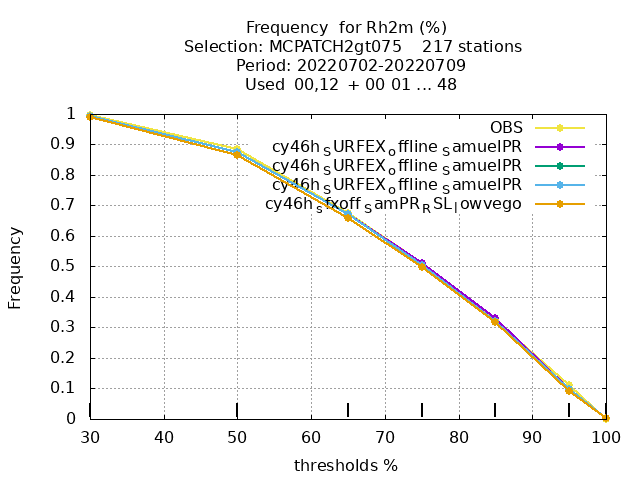 Frequency for Rh2m (%)
Selection: MCPATCH2gt075 217 stations
Period: 20220702-20220709
Used 00,12 + 00 01 ... 48
OBS
cy46h_SURFEX_offline_SamuelPR
cy46h_SURFEX_offline_SamuelPR
cy46h_SURFEX_offline_SamuelPR
cy46h_sfxoff_SamPR_RSL_lowvego
Frequency
1
0.9
0.8
0.7
0.6
0.5
0.4
0.3
0.2
0.1
0
30 40 50 60 70 80 90 100
thresholds %